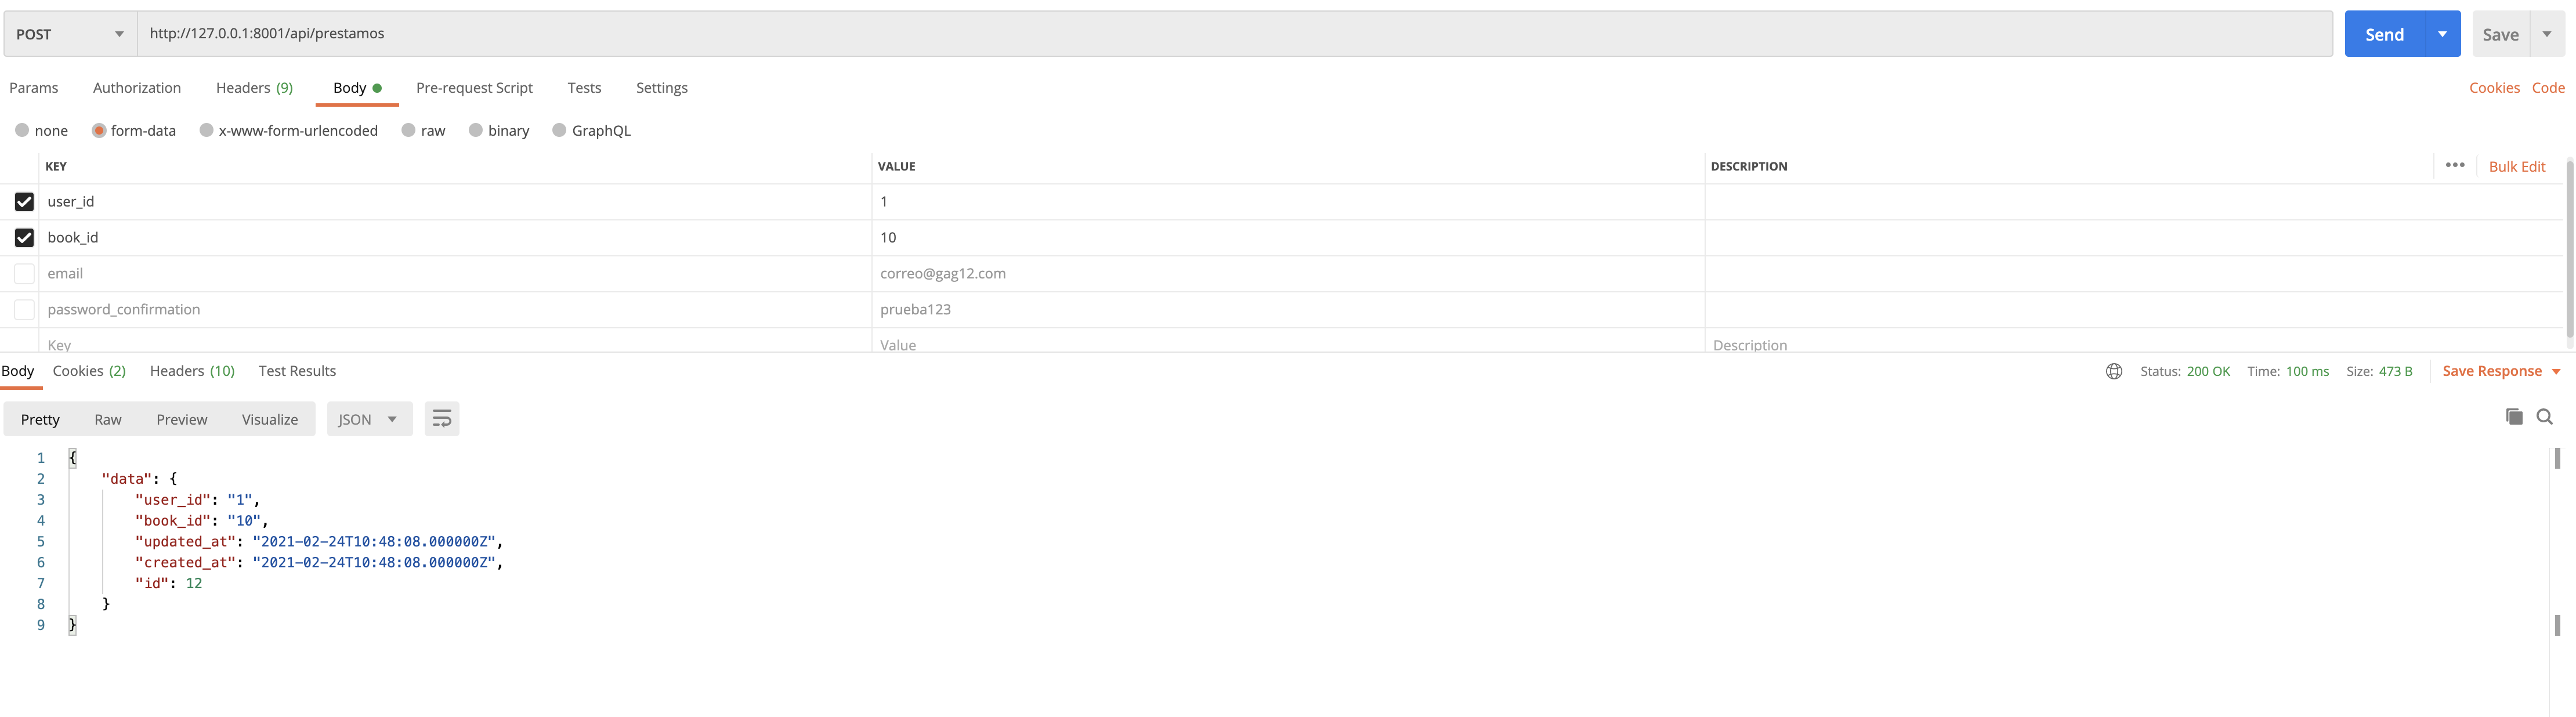 POST http://127.0.0.1:8001/api/prestamos Send Save
Params Authorization Headers (9) Body Pre-request Script Tests Settings Cookies Code
none form-data x-www-form-urlencoded raw binary GraphQL
KEY VALUE DESCRIPTION ••• Bulk Edit
user_id 1
book_id 10
email correo@gag12.com
password_confirmation prueba123
Key Value Description
Body Cookies (2) Headers (10) Test Results Status: 200 OK Time: 100 ms Size: 473 B Save Response
Pretty Raw Preview Visualize JSON
1 {
2 "data": {
3 "user_id": "1",
4 "book_id": "10",
5 "updated_at": "2021-02-24T10:48:08.000000Z",
6 "created_at": "2021-02-24T10:48:08.000000Z",
7 "id": 12
8 }
9 }